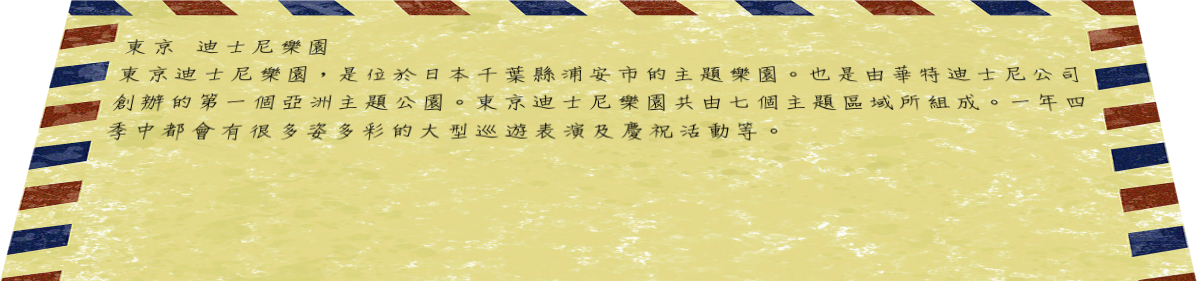 東京 迪士尼樂園
東京迪士尼樂園，是位於日本千葉縣浦安市的主題樂園。也是由華特迪士尼公司
創辦的第一個亞洲主題公園。東京迪士尼樂園共由七個主題區域所組成。一年四
季中都會有很多姿多彩的大型巡遊表演及慶祝活動等。